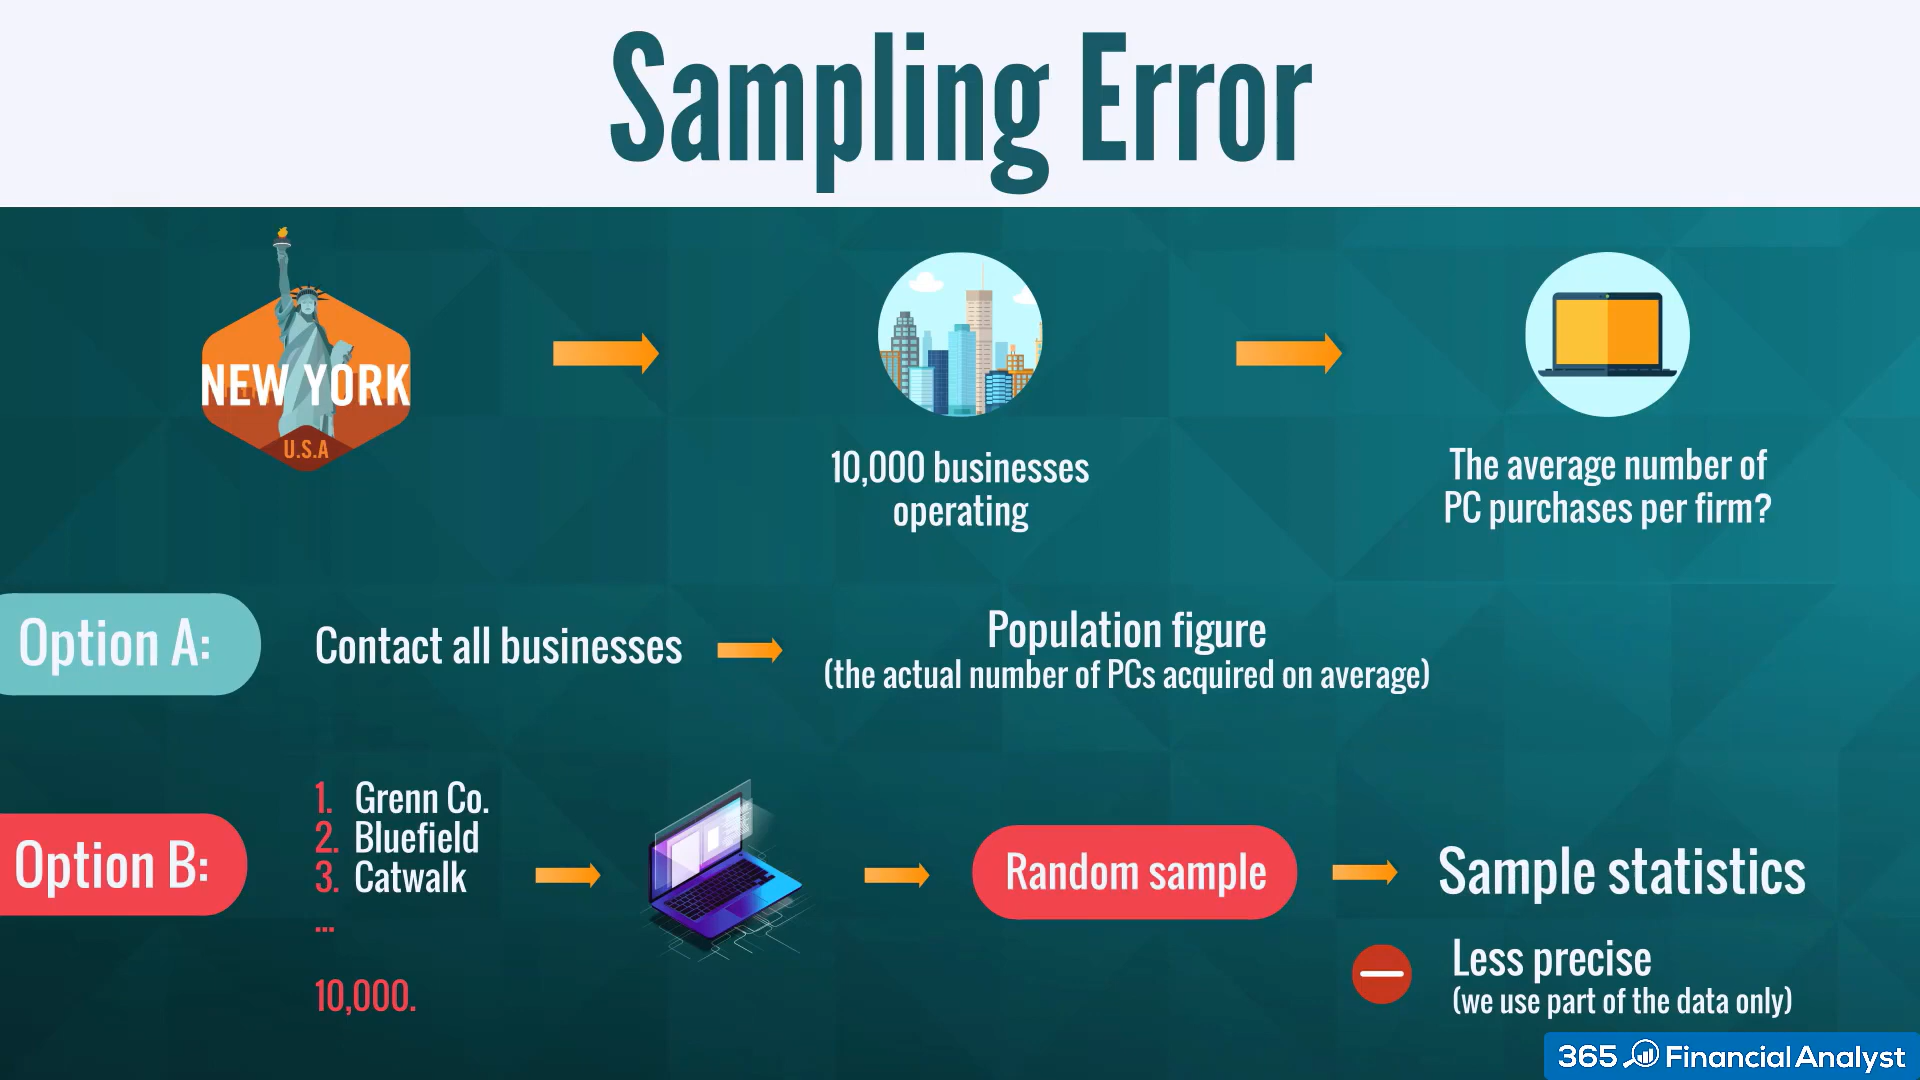 Sampling Error
NEW YORK
U.S.A
10,000 businesses
operating
The average number of
PC purchases per firm?
Option A:
Contact all businesses
Population figure
(the actual number of PCs acquired on average)
Option B:
1. Grenn Co.
2. Bluefield
3. Catwalk
...
10,000.
Random sample
Sample statistics
Less precise
(we use part of the data only)
365 Financial Analyst